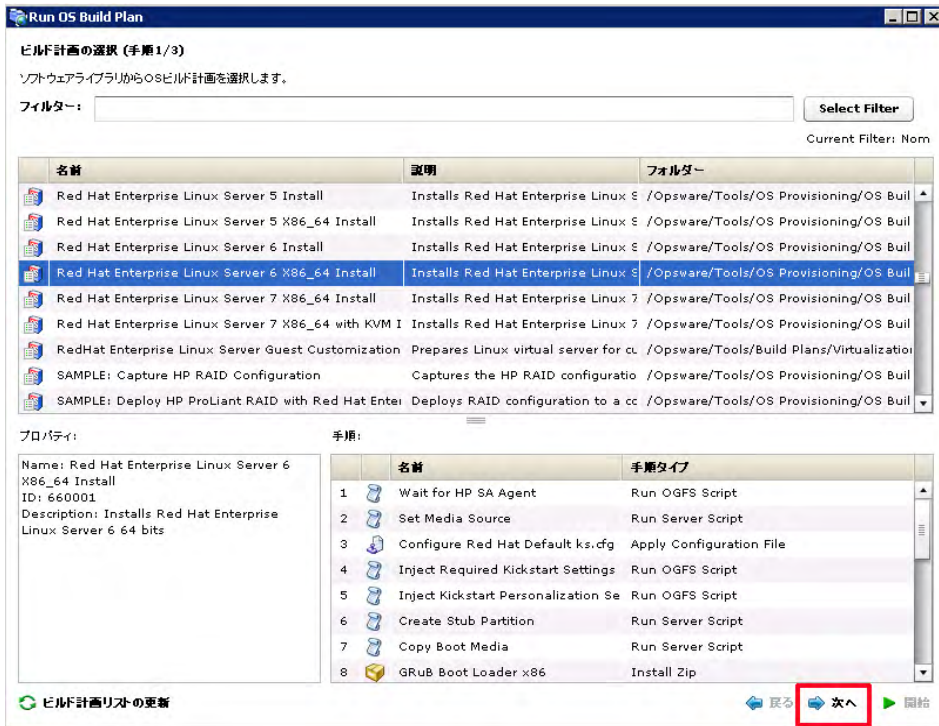 Run OS Build Plan
ビルド計画の選択 (手順1/3)
ソフトウェアライブラリからOSビルド計画を選択します。
フィルター:
Select Filter
Current Filter: Nom
名前 説明 フォルダー
Red Hat Enterprise Linux Server 5 Install Installs Red Hat Enterprise Linux S /Opsware/Tools/OS Provisioning/OS Buil
Red Hat Enterprise Linux Server 5 X86_64 Install Installs Red Hat Enterprise Linux S /Opsware/Tools/OS Provisioning/OS Buil
Red Hat Enterprise Linux Server 6 Install Installs Red Hat Enterprise Linux S /Opsware/Tools/OS Provisioning/OS Buil
Red Hat Enterprise Linux Server 6 X86_64 Install Installs Red Hat Enterprise Linux S /Opsware/Tools/OS Provisioning/OS Buil
Red Hat Enterprise Linux Server 7 X86_64 Install Installs Red Hat Enterprise Linux 7 /Opsware/Tools/OS Provisioning/OS Buil
Red Hat Enterprise Linux Server 7 X86_64 with KVM I Installs Red Hat Enterprise Linux 7 /Opsware/Tools/OS Provisioning/OS Buil
RedHat Enterprise Linux Server Guest Customization Prepares Linux virtual server for cu /Opsware/Tools/Build Plans/Virtualization
SAMPLE: Capture HP RAID Configuration Captures the HP RAID configuratio /Opsware/Tools/OS Provisioning/OS Buil
SAMPLE: Deploy HP ProLiant RAID with Red Hat Enter Deploys RAID configuration to a cc /Opsware/Tools/OS Provisioning/OS Buil
プロパティ:
Name: Red Hat Enterprise Linux Server 6
X86_64 Install
ID: 660001
Description: Installs Red Hat Enterprise
Linux Server 6 64 bits
手順:
名前 手順タイプ
1 Wait for HP SA Agent Run OGFS Script
2 Set Media Source Run Server Script
3 Configure Red Hat Default ks.cfg Apply Configuration File
4 Inject Required Kickstart Settings Run OGFS Script
5 Inject Kickstart Personalization Se Run OGFS Script
6 Create Stub Partition Run Server Script
7 Copy Boot Media Run Server Script
8 GRuB Boot Loader x86 Install Zip
ビルド計画リストの更新
戻る 次へ 開始